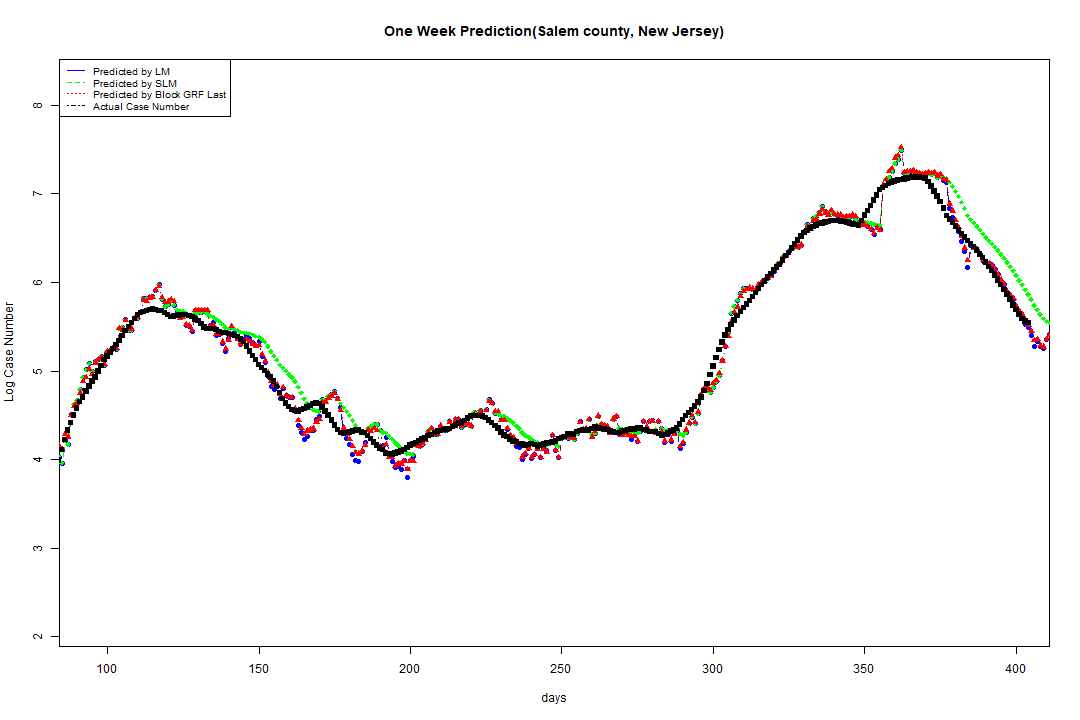 One Week Prediction(Salem county, New Jersey)
Predicted by LM
Predicted by SLM
Predicted by Block GRF Last
Actual Case Number
8
7
6
5
4
3
2
Log Case Number
100 150 200 250 300 350 400
days